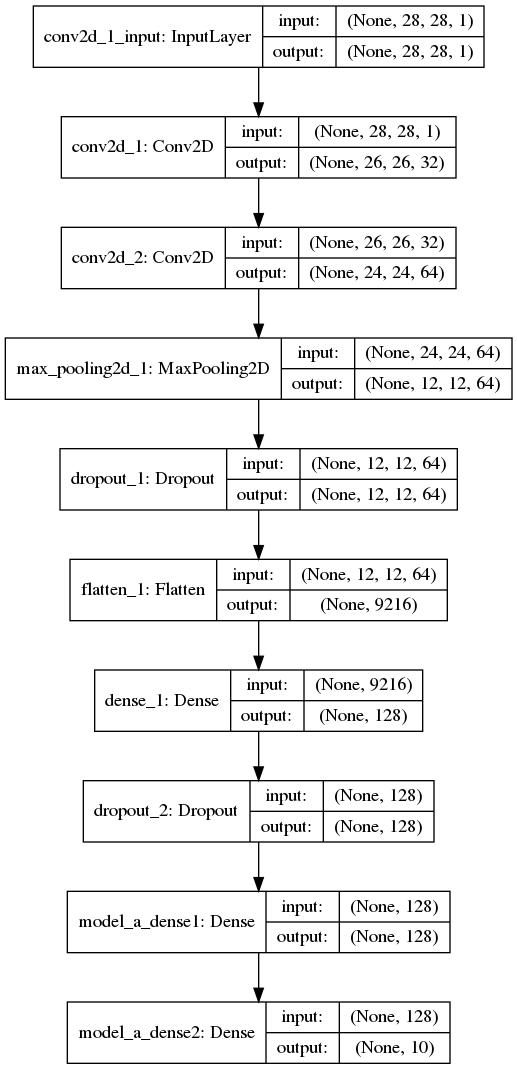 conv2d_1_input: InputLayer
input: (None, 28, 28, 1)
output: (None, 28, 28, 1)
conv2d_1: Conv2D
input: (None, 28, 28, 1)
output: (None, 26, 26, 32)
conv2d_2: Conv2D
input: (None, 26, 26, 32)
output: (None, 24, 24, 64)
max_pooling2d_1: MaxPooling2D
input: (None, 24, 24, 64)
output: (None, 12, 12, 64)
dropout_1: Dropout
input: (None, 12, 12, 64)
output: (None, 12, 12, 64)
flatten_1: Flatten
input: (None, 12, 12, 64)
output: (None, 9216)
dense_1: Dense
input: (None, 9216)
output: (None, 128)
dropout_2: Dropout
input: (None, 128)
output: (None, 128)
model_a_dense1: Dense
input: (None, 128)
output: (None, 128)
model_a_dense2: Dense
input: (None, 128)
output: (None, 10)